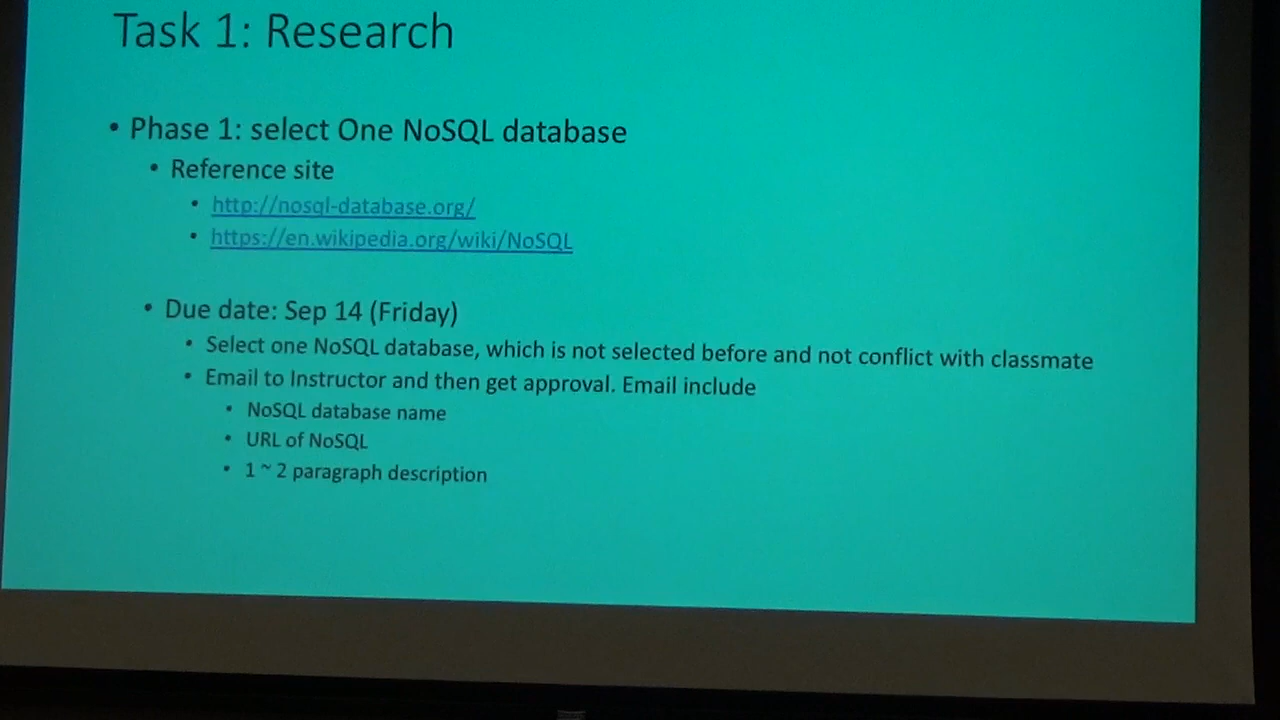 Task 1: Research
• Phase 1: select One NoSQL database
• Reference site
• http://nosql-database.org/
• https://en.wikipedia.org/wiki/NoSQL
• Due date: Sep 14 (Friday)
• Select one NoSQL database, which is not selected before and not conflict with classmate
• Email to Instructor and then get approval. Email include
• NoSQL database name
• URL of NoSQL
• 1 ~ 2 paragraph description